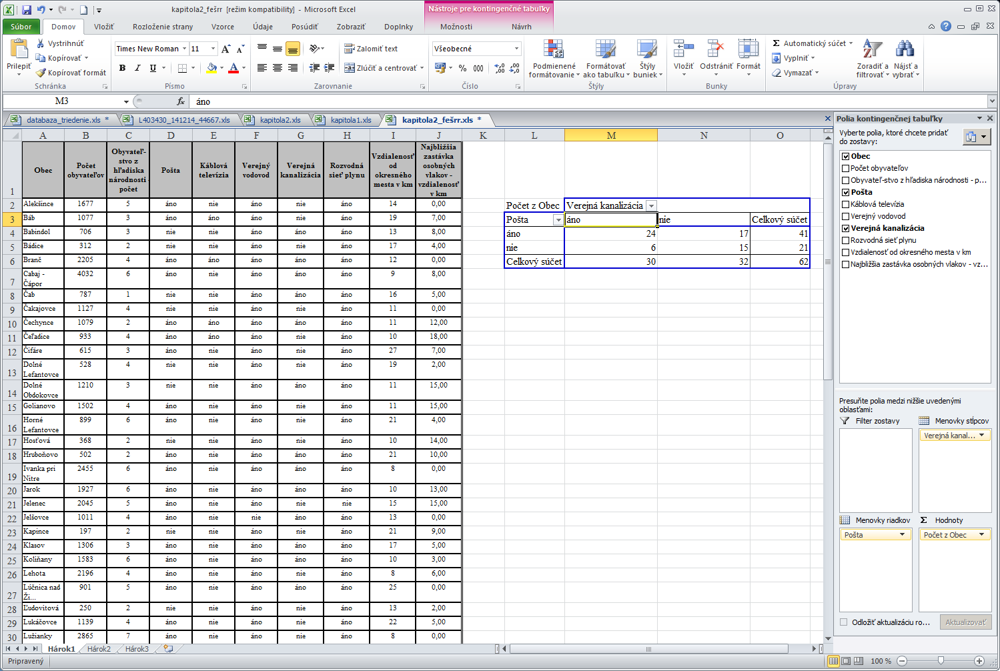 kapitola2_fešrr [režim kompatibility] - Microsoft Excel
Nástroje pre kontingenčné tabuľky
Súbor Domov Vložiť Rozloženie strany Vzorce Údaje Posúdiť Zobraziť Doplnky Možnosti Návrh
Prilepiť
Vystrihnúť
Kopírovať
Kopírovať formát
Schránka
Times New Roman 11
B I U
Písmo
Zalomiť text
Zlúčiť a centrovať
Zarovnanie
Všeobecné
% 000
Číslo
Podmienené formátovanie
Formátovať ako tabuľku
Štýly buniek
Štýly
Vložiť Odstrániť Formát
Bunky
Σ Automatický súčet
Vyplniť
Vymazať
Zoradiť a filtrovať
Nájsť a vybrať
Úpravy
M3 fx áno
databaza_triedenie.xls * L403430_141214_44667.xls kapitola2.xls kapitola1.xls kapitola2_fešrr.xls *
A B C D E F G H I J K L M N O
1 Obec Počet obyvateľov Obyvateľ-stvo z hľadiska národnosti počet Pošta Káblová televízia Verejný vodovod Verejná kanalizácia Rozvodná sieť plynu Vzdialenosť od okresného mesta v km Najbližšia zastávka osobných vlakov - vzdialenosť v km
2 Alekšince 1677 5 áno nie áno nie áno 14 0,00
3 Báb 1077 3 áno áno áno nie áno 19 7,00
4 Babindol 706 3 nie nie áno áno áno 13 8,00
5 Bádice 312 2 nie nie áno nie áno 17 4,00
6 Branč 2205 4 áno áno áno nie áno 12 0,00
7 Cabaj - Čápor 4032 6 áno nie áno áno áno 9 8,00
8 Čab 787 1 nie nie áno áno áno 16 5,00
9 Čakajovce 1127 4 nie nie áno nie áno 11 0,00
10 Čechynce 1079 2 áno áno áno áno áno 11 12,00
11 Čeľadice 933 4 áno áno áno nie áno 10 18,00
12 Čifáre 615 3 áno nie áno nie áno 27 7,00
13 Dolné Lefantovce 528 4 nie nie áno nie áno 19 2,00
14 Dolné Obdokovce 1210 3 nie nie áno áno áno 11 15,00
15 Golianovo 1502 4 áno nie áno áno áno 11 15,00
16 Horné Lefantovce 899 6 áno nie áno nie áno 21 4,00
17 Hosťová 368 2 nie nie áno nie áno 10 14,00
18 Hruboňovo 502 2 áno nie áno nie áno 21 10,00
19 Ivanka pri Nitre 2455 6 áno nie áno áno áno 8 0,00
20 Jarok 1927 6 áno nie áno áno áno 10 13,00
21 Jelenec 2045 5 áno nie áno nie nie 15 15,00
22 Jelšovce 1011 4 áno nie nie áno áno 13 0,00
23 Kapince 197 2 nie nie áno nie áno 21 9,00
24 Klasov 1306 3 áno nie áno nie áno 17 5,00
25 Koliňany 1583 6 áno nie áno áno áno 10 3,00
26 Lehota 2196 4 áno nie áno nie áno 8 6,00
27 Lúčnica nad Ži... 901 5 áno nie áno áno áno 25 0,00
28 Ľudovitová 250 2 nie nie áno nie áno 13 2,00
29 Lukáčovce 1139 4 áno nie áno áno áno 22 5,00
30 Lužianky 2865 7 áno nie áno áno áno 8 0,00
Počet z Obec Verejná kanalizácia
Pošta áno nie Celkový súčet
áno 24 17 41
nie 6 15 21
Celkový súčet 30 32 62
Polia kontingenčnej tabuľky
Vyberte polia, ktoré chcete pridať do zostavy:
Obec
Počet obyvateľov
Obyvateľ-stvo z hľadiska národnosti - p...
Pošta
Káblová televízia
Verejný vodovod
Verejná kanalizácia
Rozvodná sieť plynu
Vzdialenosť od okresného mesta v km
Najbližšia zastávka osobných vlakov - vz...
Presuňte polia medzi nižšie uvedenými oblasťami:
Filter zostavy Menovky stĺpcov
Verejná kanal...
Menovky riadkov Σ Hodnoty
Pošta Počet z Obec
Odložiť aktualizáciu ro... Aktualizovať
Hárok1 Hárok2 Hárok3
Pripravený 100 %